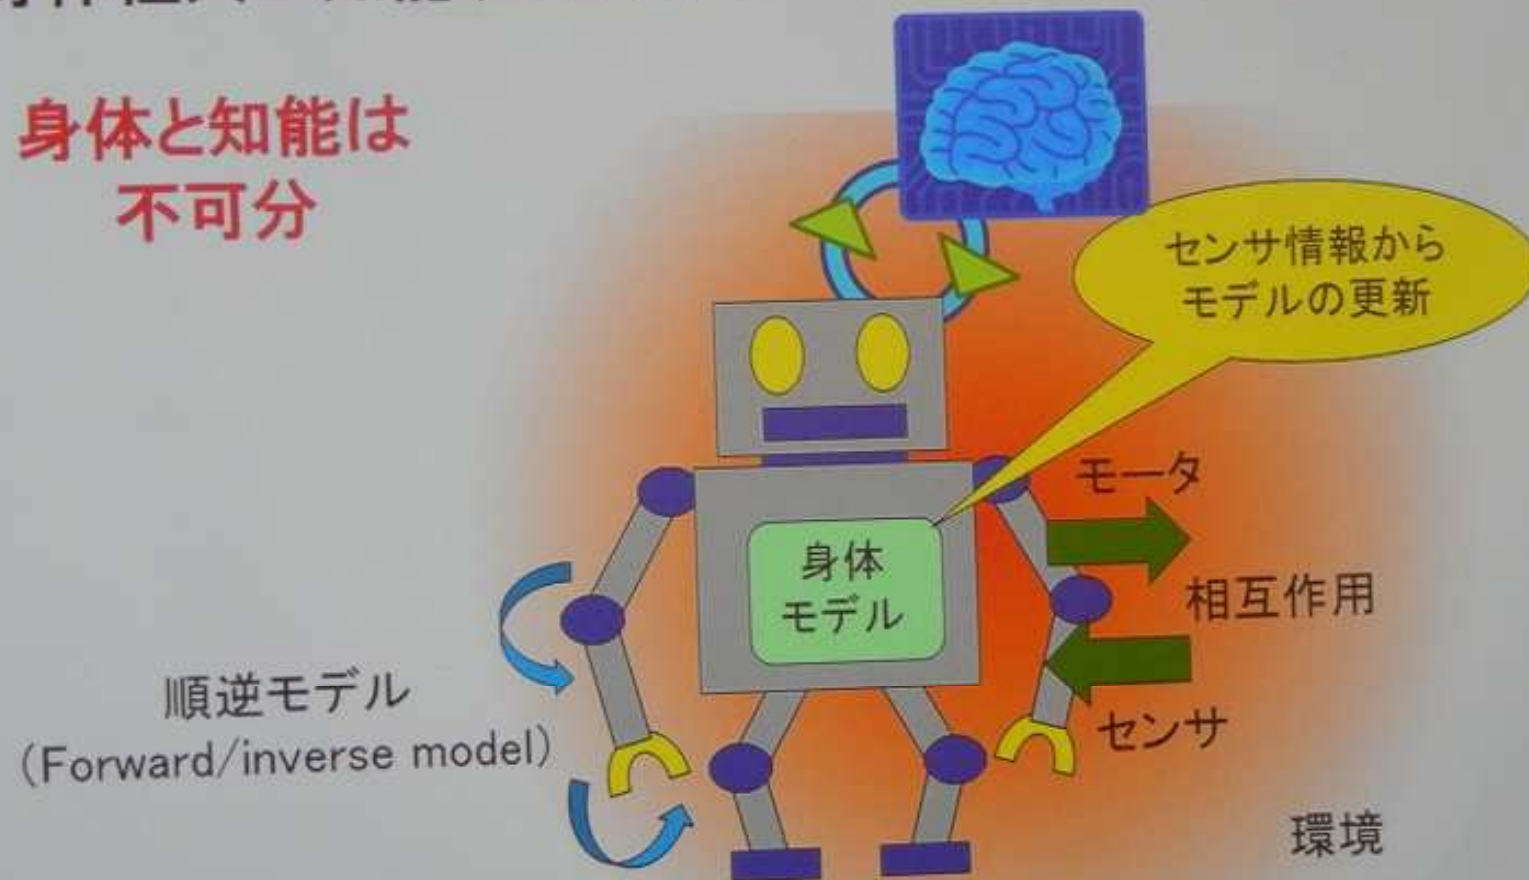 身体と知能は
不可分
センサ情報から
モデルの更新
モータ
身体
モデル
相互作用
順逆モデル
(Forward/inverse model)
センサ
環境